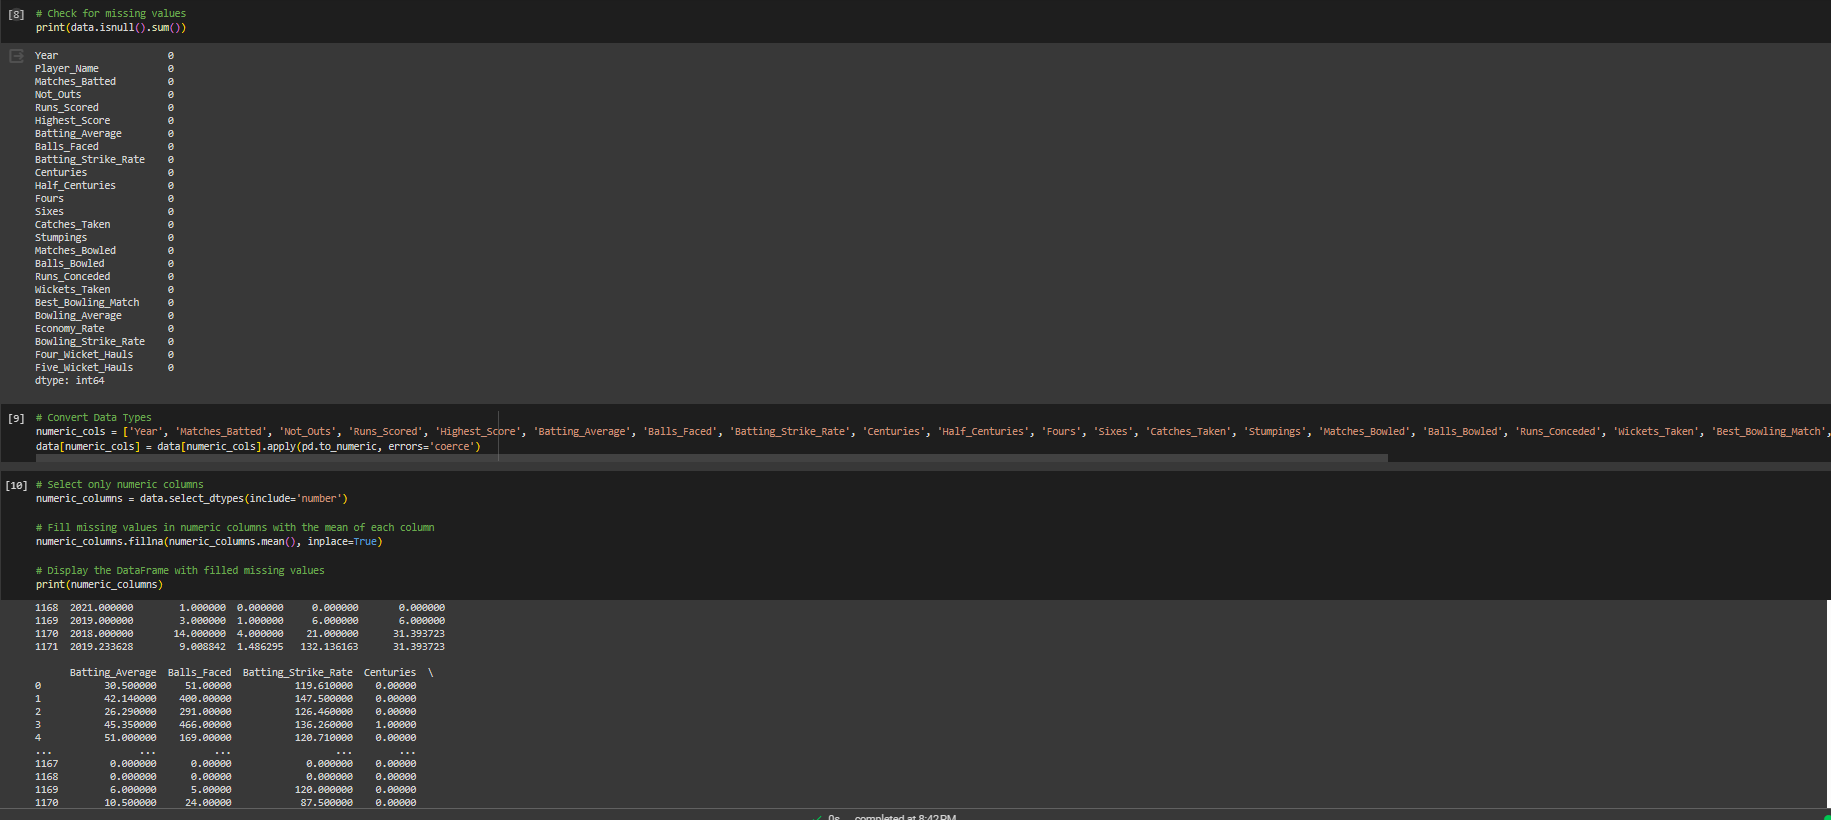 [8] # Check for missing values
print(data.isnull().sum())
Year 0
Player_Name 0
Matches_Batted 0
Not_Outs 0
Runs_Scored 0
Highest_Score 0
Batting_Average 0
Balls_Faced 0
Batting_Strike_Rate 0
Centuries 0
Half_Centuries 0
Fours 0
Sixes 0
Catches_Taken 0
Stumpings 0
Matches_Bowled 0
Balls_Bowled 0
Runs_Conceded 0
Wickets_Taken 0
Best_Bowling_Match 0
Bowling_Average 0
Economy_Rate 0
Bowling_Strike_Rate 0
Four_Wicket_Hauls 0
Five_Wicket_Hauls 0
dtype: int64
[9] # Convert Data Types
numeric_cols = ['Year', 'Matches_Batted', 'Not_Outs', 'Runs_Scored', 'Highest_Score', 'Batting_Average', 'Balls_Faced', 'Batting_Strike_Rate', 'Centuries', 'Half_Centuries', 'Fours', 'Sixes', 'Catches_Taken', 'Stumpings', 'Matches_Bowled', 'Balls_Bowled', 'Runs_Conceded', 'Wickets_Taken', 'Best_Bowling_Match',
data[numeric_cols] = data[numeric_cols].apply(pd.to_numeric, errors='coerce')
[10] # Select only numeric columns
numeric_columns = data.select_dtypes(include='number')
# Fill missing values in numeric columns with the mean of each column
numeric_columns.fillna(numeric_columns.mean(), inplace=True)
# Display the DataFrame with filled missing values
print(numeric_columns)
1168 2021.000000 1.000000 0.000000 0.000000 0.000000
1169 2019.000000 3.000000 1.000000 6.000000 6.000000
1170 2018.000000 14.000000 4.000000 21.000000 31.393723
1171 2019.233628 9.008842 1.486295 132.136163 31.393723
Batting_Average Balls_Faced Batting_Strike_Rate Centuries \
0 30.500000 51.00000 119.610000 0.00000
1 42.140000 400.00000 147.500000 0.00000
2 26.290000 291.00000 126.460000 0.00000
3 45.350000 466.00000 136.260000 1.00000
4 51.000000 169.00000 120.710000 0.00000
... ... ... ... ...
1167 0.000000 0.00000 0.000000 0.00000
1168 0.000000 0.00000 0.000000 0.00000
1169 6.000000 5.00000 120.000000 0.00000
1170 10.500000 24.00000 87.500000 0.00000
0s completed at 8:42 PM